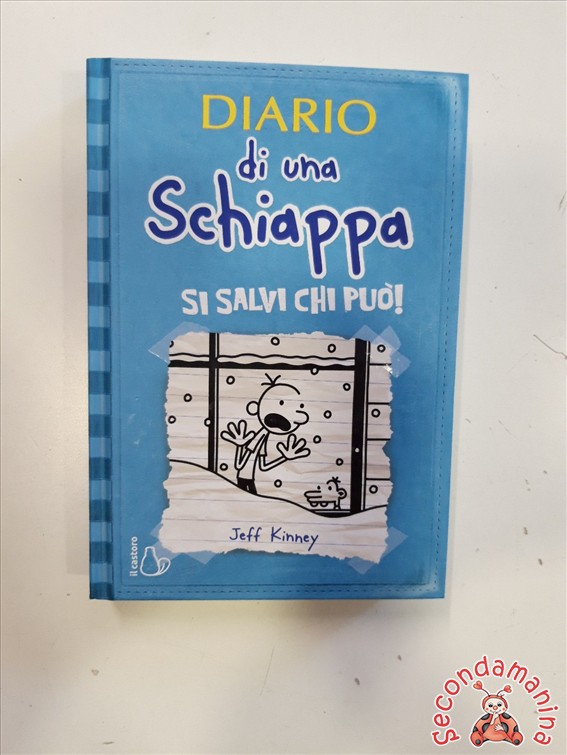 DIARIO
di una
Schiappa
SI SALVI CHI PUÒ!
Jeff Kinney
il castoro
Secondamanina